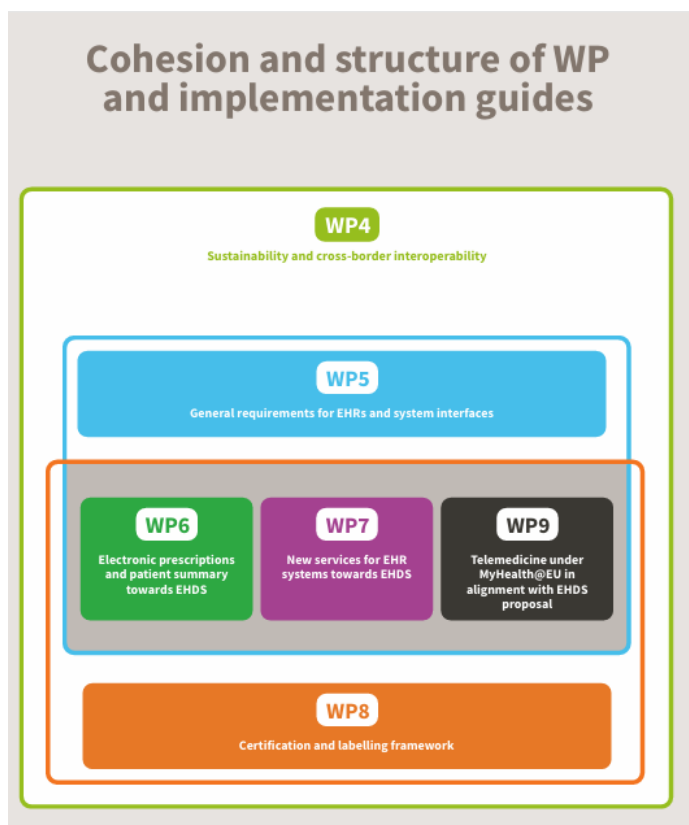 Cohesion and structure of WP
and implementation guides
WP4
Sustainability and cross-border interoperability
WP5
General requirements for EHRs and system interfaces
WP6
Electronic prescriptions
and patient summary
towards EHDS
WP7
New services for EHR
systems towards EHDS
WP9
Telemedicine under
MyHealth@EU in
alignment with EHDS
proposal
WP8
Certification and labelling framework